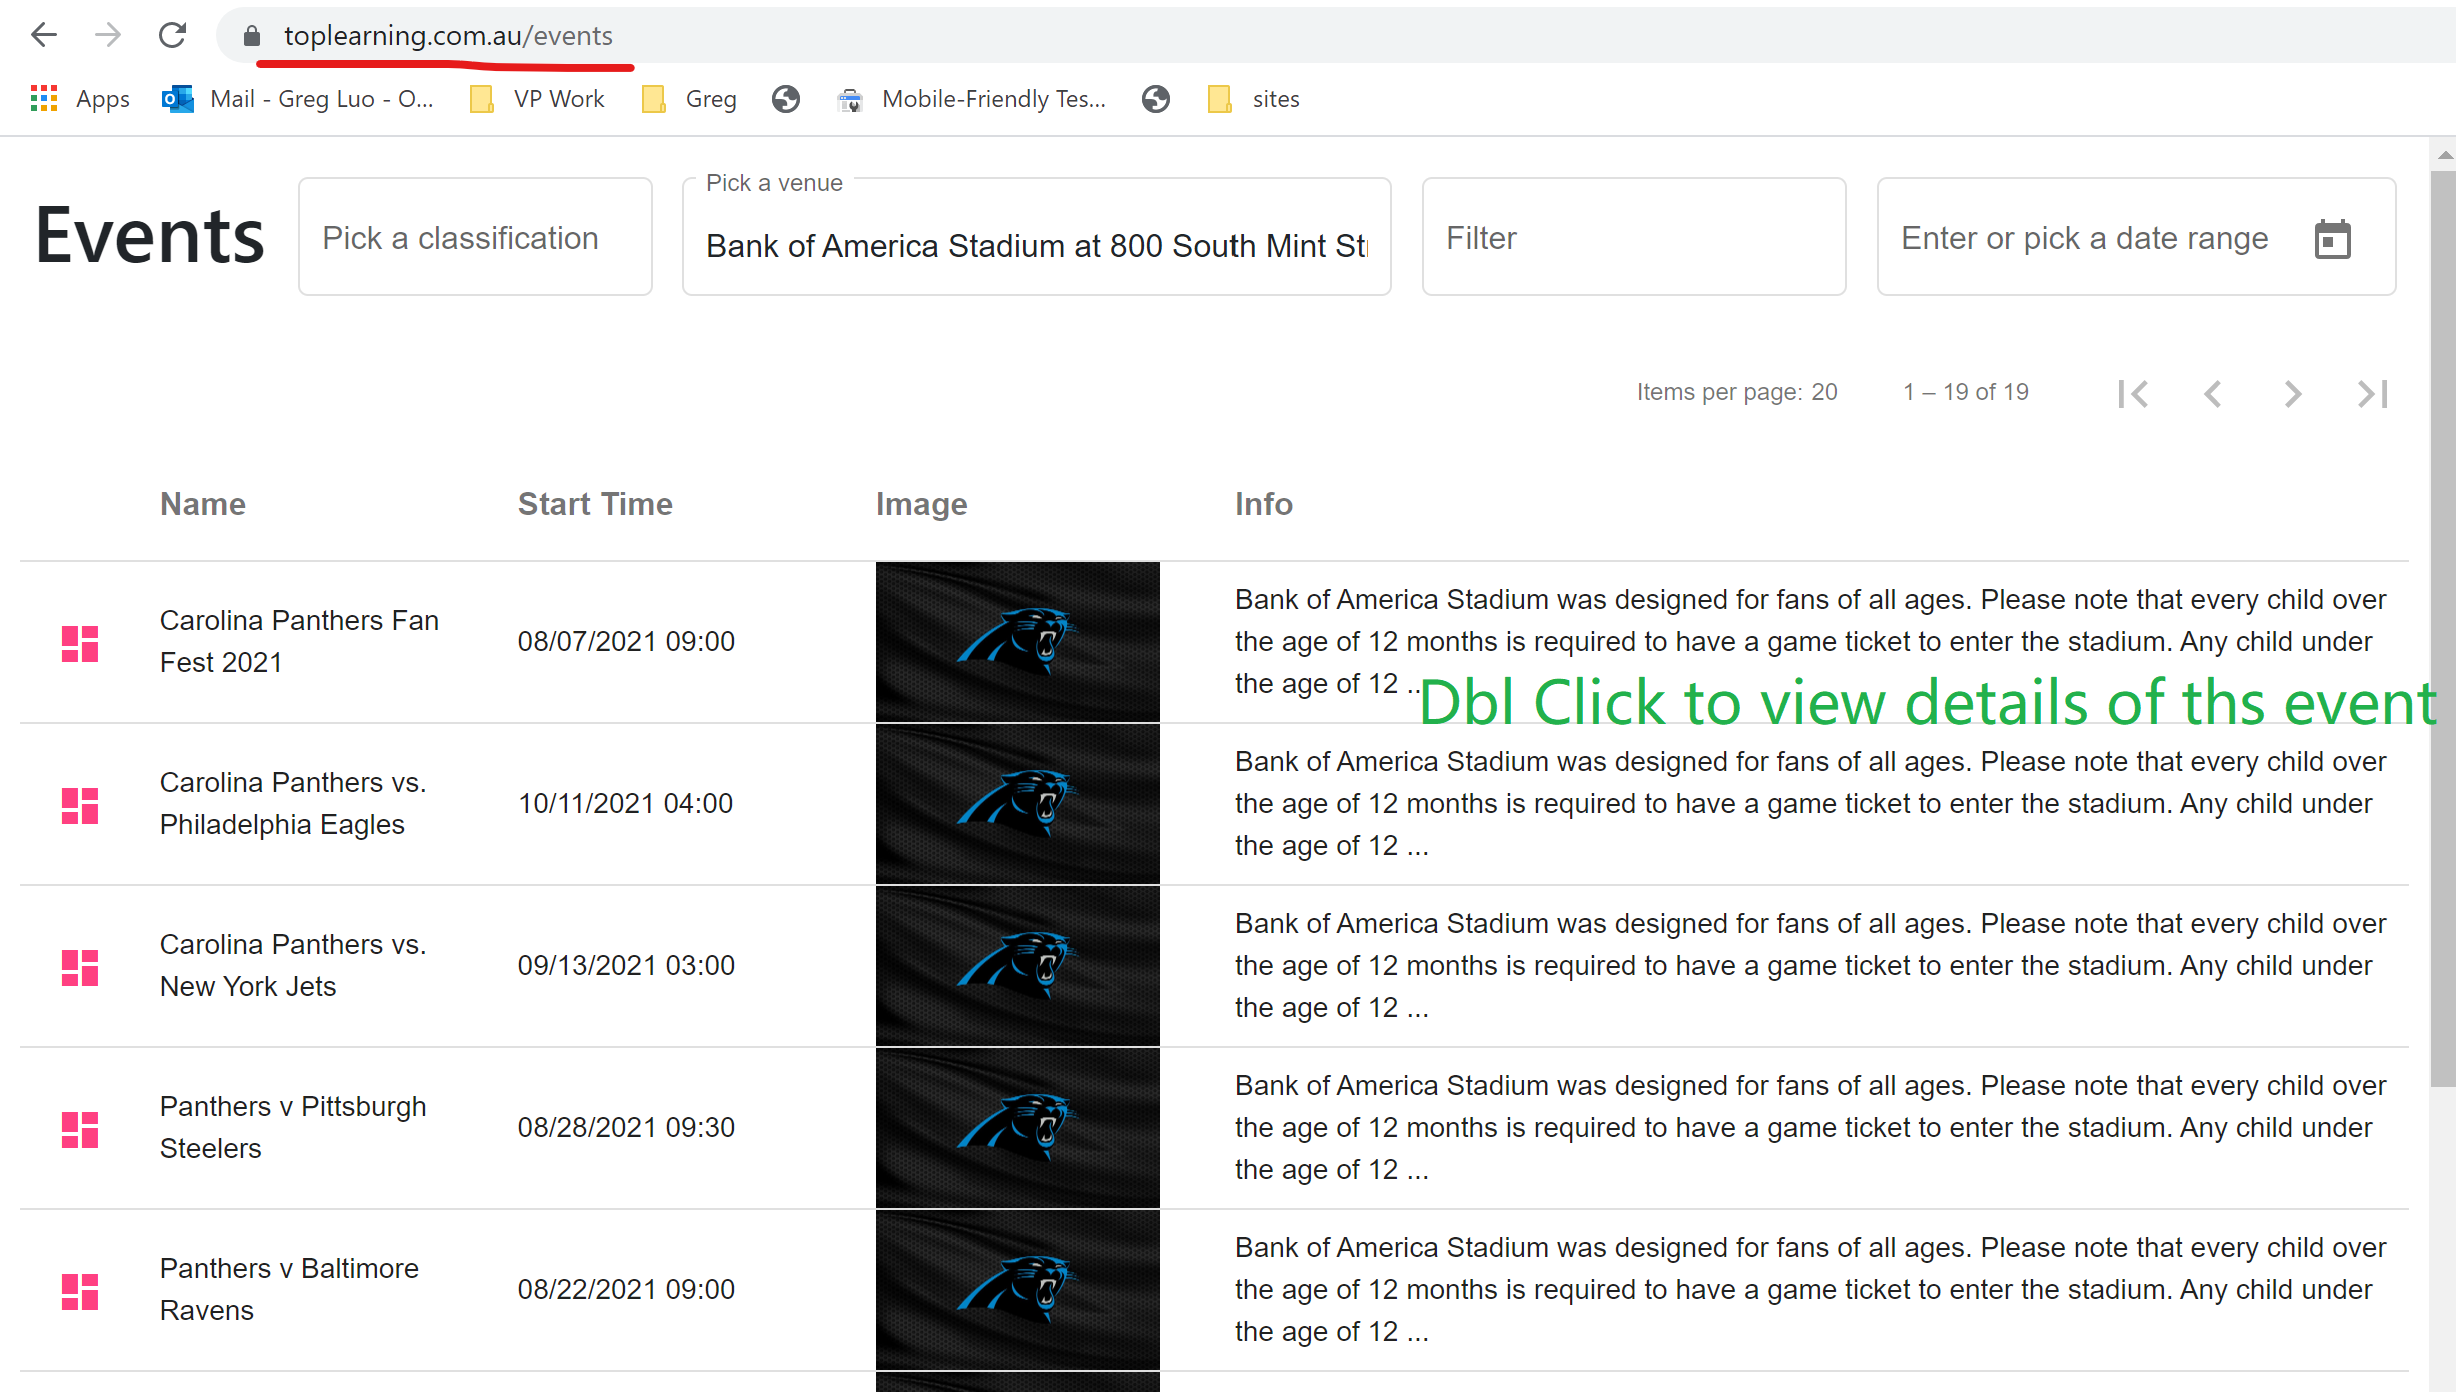 toplearning.com.au/events
Apps Mail - Greg Luo - O... VP Work Greg Mobile-Friendly Tes... sites
Events
Pick a classification
Pick a venue
Bank of America Stadium at 800 South Mint St
Filter
Enter or pick a date range
Items per page: 20 1 – 19 of 19
Name Start Time Image Info
Carolina Panthers Fan
Fest 2021
08/07/2021 09:00
Bank of America Stadium was designed for fans of all ages. Please note that every child over
the age of 12 months is required to have a game ticket to enter the stadium. Any child under
the age of 12 ...
Dbl Click to view details of ths event
Carolina Panthers vs.
Philadelphia Eagles
10/11/2021 04:00
Bank of America Stadium was designed for fans of all ages. Please note that every child over
the age of 12 months is required to have a game ticket to enter the stadium. Any child under
the age of 12 ...
Carolina Panthers vs.
New York Jets
09/13/2021 03:00
Bank of America Stadium was designed for fans of all ages. Please note that every child over
the age of 12 months is required to have a game ticket to enter the stadium. Any child under
the age of 12 ...
Panthers v Pittsburgh
Steelers
08/28/2021 09:30
Bank of America Stadium was designed for fans of all ages. Please note that every child over
the age of 12 months is required to have a game ticket to enter the stadium. Any child under
the age of 12 ...
Panthers v Baltimore
Ravens
08/22/2021 09:00
Bank of America Stadium was designed for fans of all ages. Please note that every child over
the age of 12 months is required to have a game ticket to enter the stadium. Any child under
the age of 12 ...